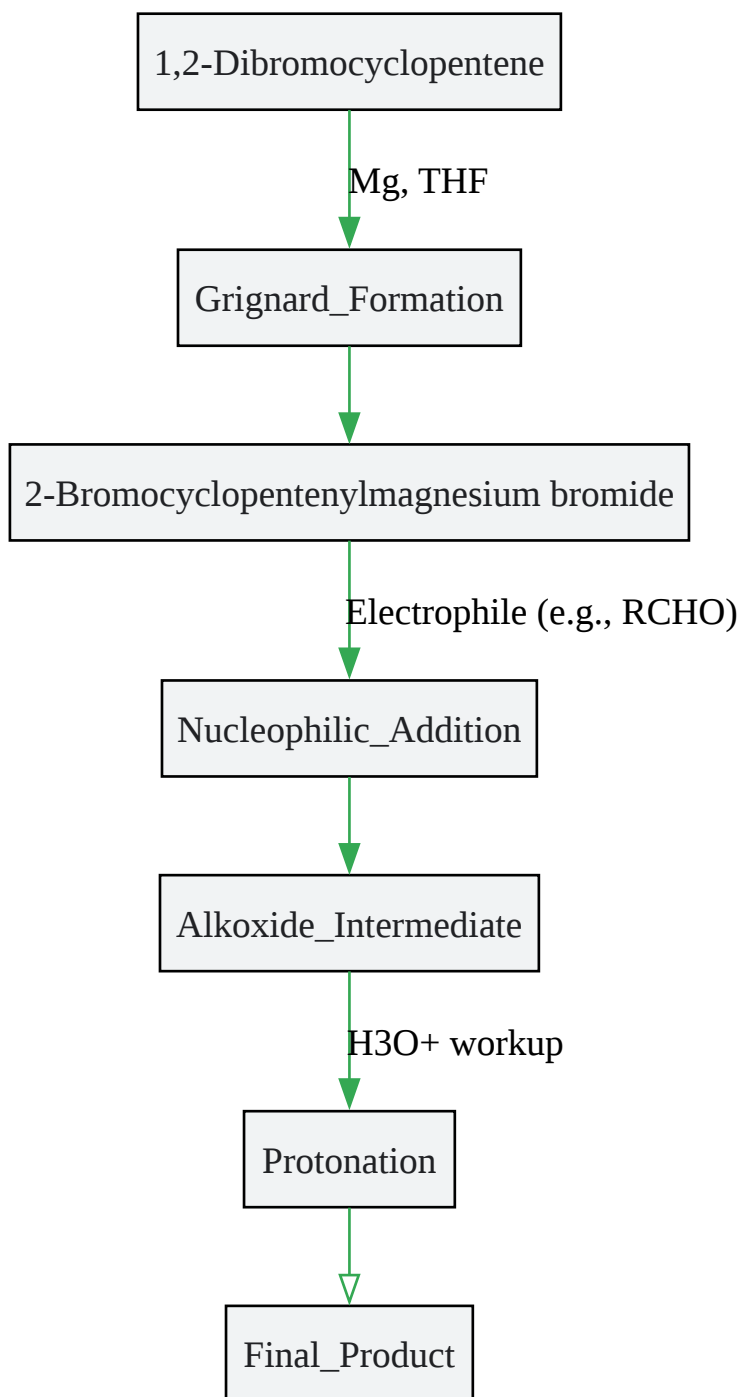 1,2-Dibromocyclopentene
Mg, THF
Grignard_Formation
2-Bromocyclopentenylmagnesium bromide
Electrophile (e.g., RCHO)
Nucleophilic_Addition
Alkoxide_Intermediate
H3O+ workup
Protonation
Final_Product